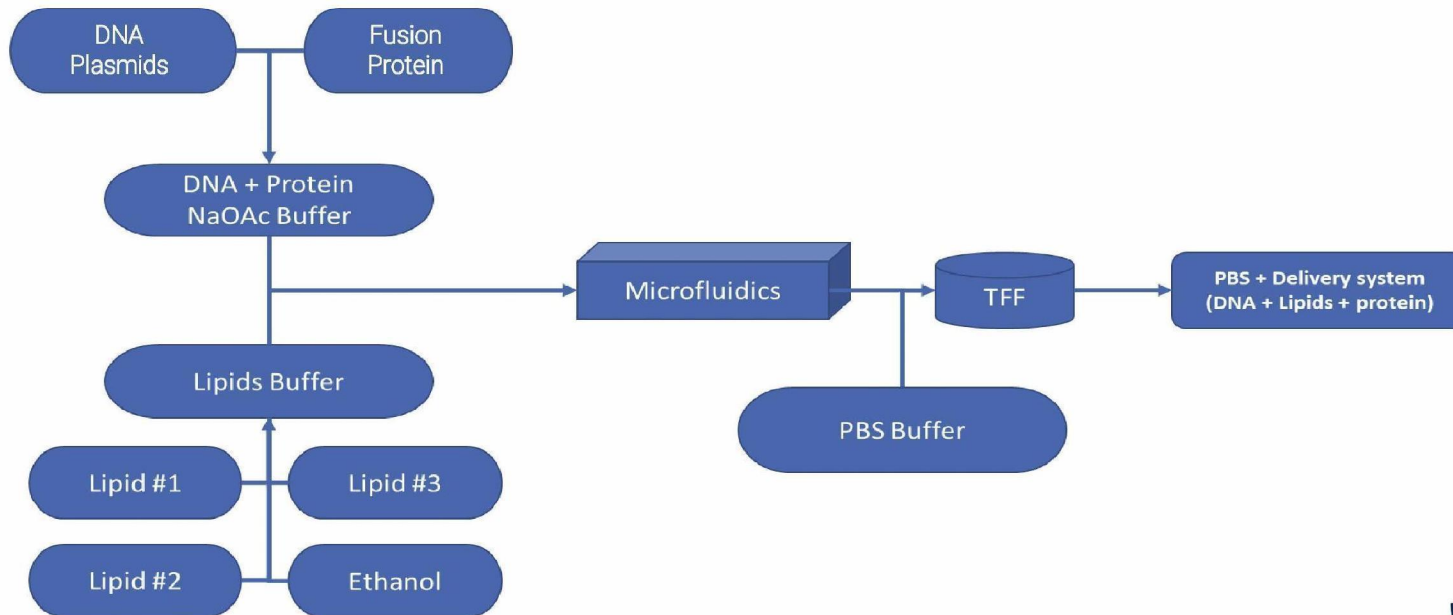 DNA
Plasmids
Fusion
Protein
DNA + Protein
NaOAc Buffer
Microfluidics
TFF
PBS + Delivery system
(DNA + Lipids + protein)
Lipids Buffer
PBS Buffer
Lipid #1
Lipid #3
Lipid #2
Ethanol